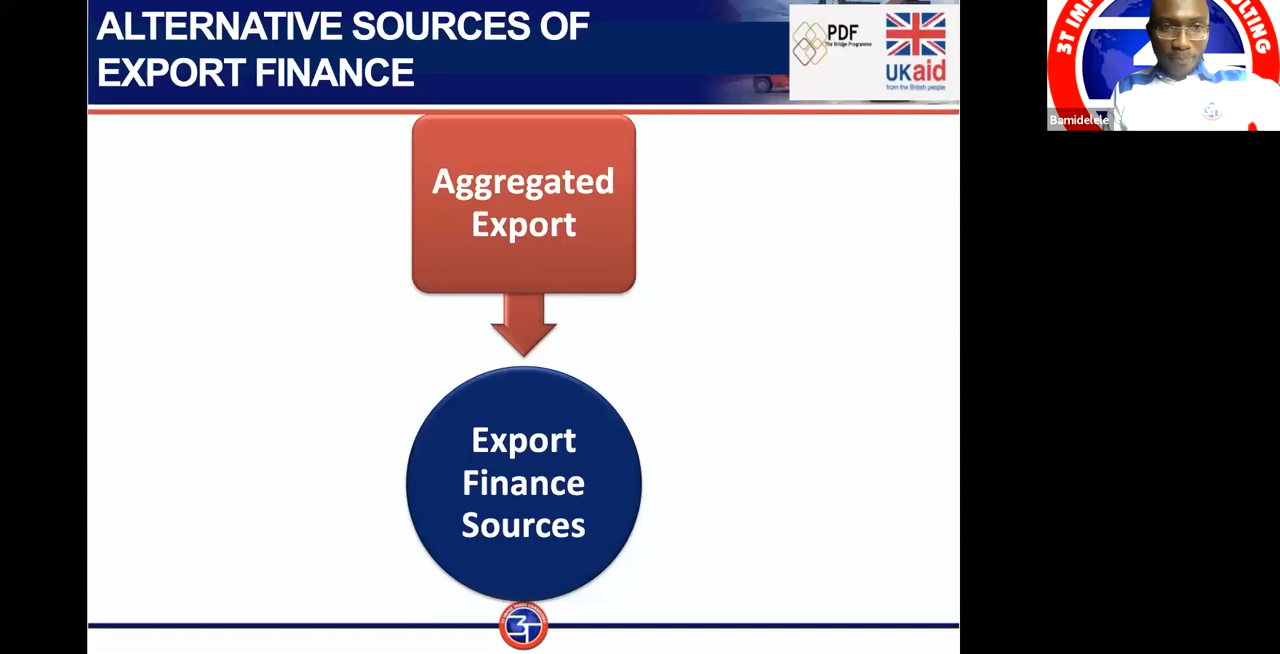 ALTERNATIVE SOURCES OF
EXPORT FINANCE
PDF
The Bridge Programme
UKaid
from the British people
Aggregated
Export
Export
Finance
Sources
3T
Bamidelele